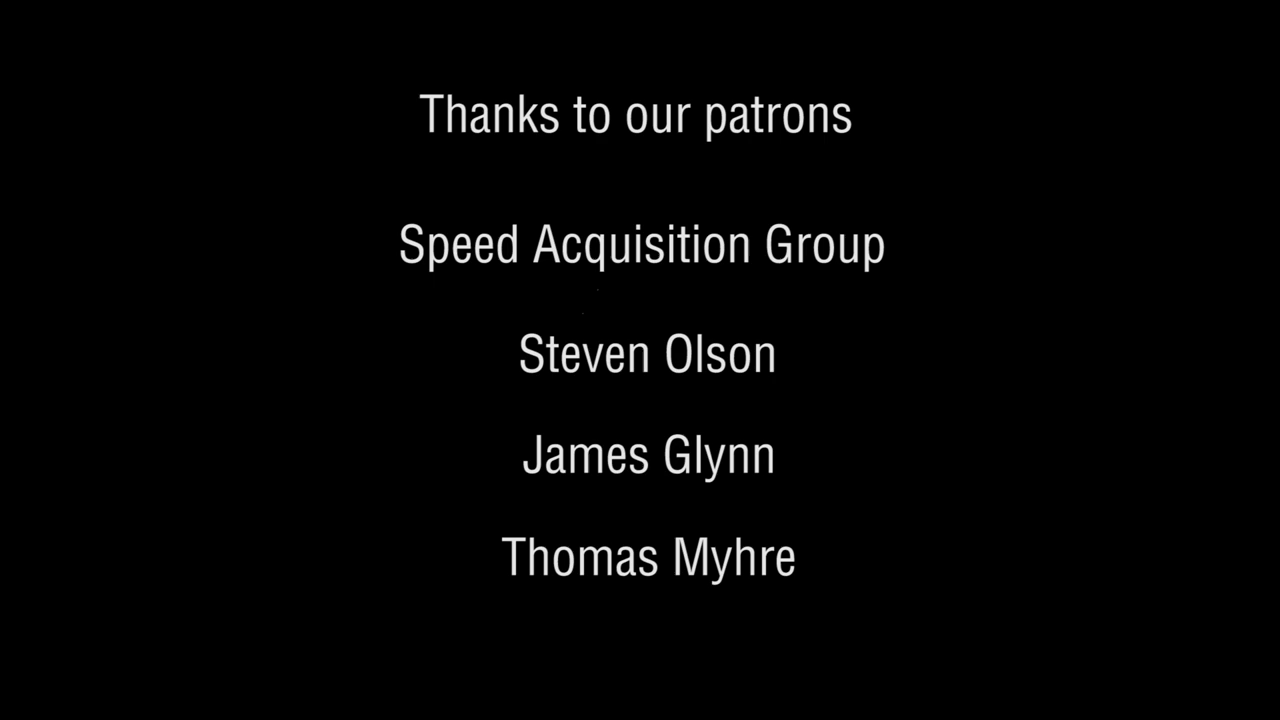 Thanks to our patrons
Speed Acquisition Group
Steven Olson
James Glynn
Thomas Myhre